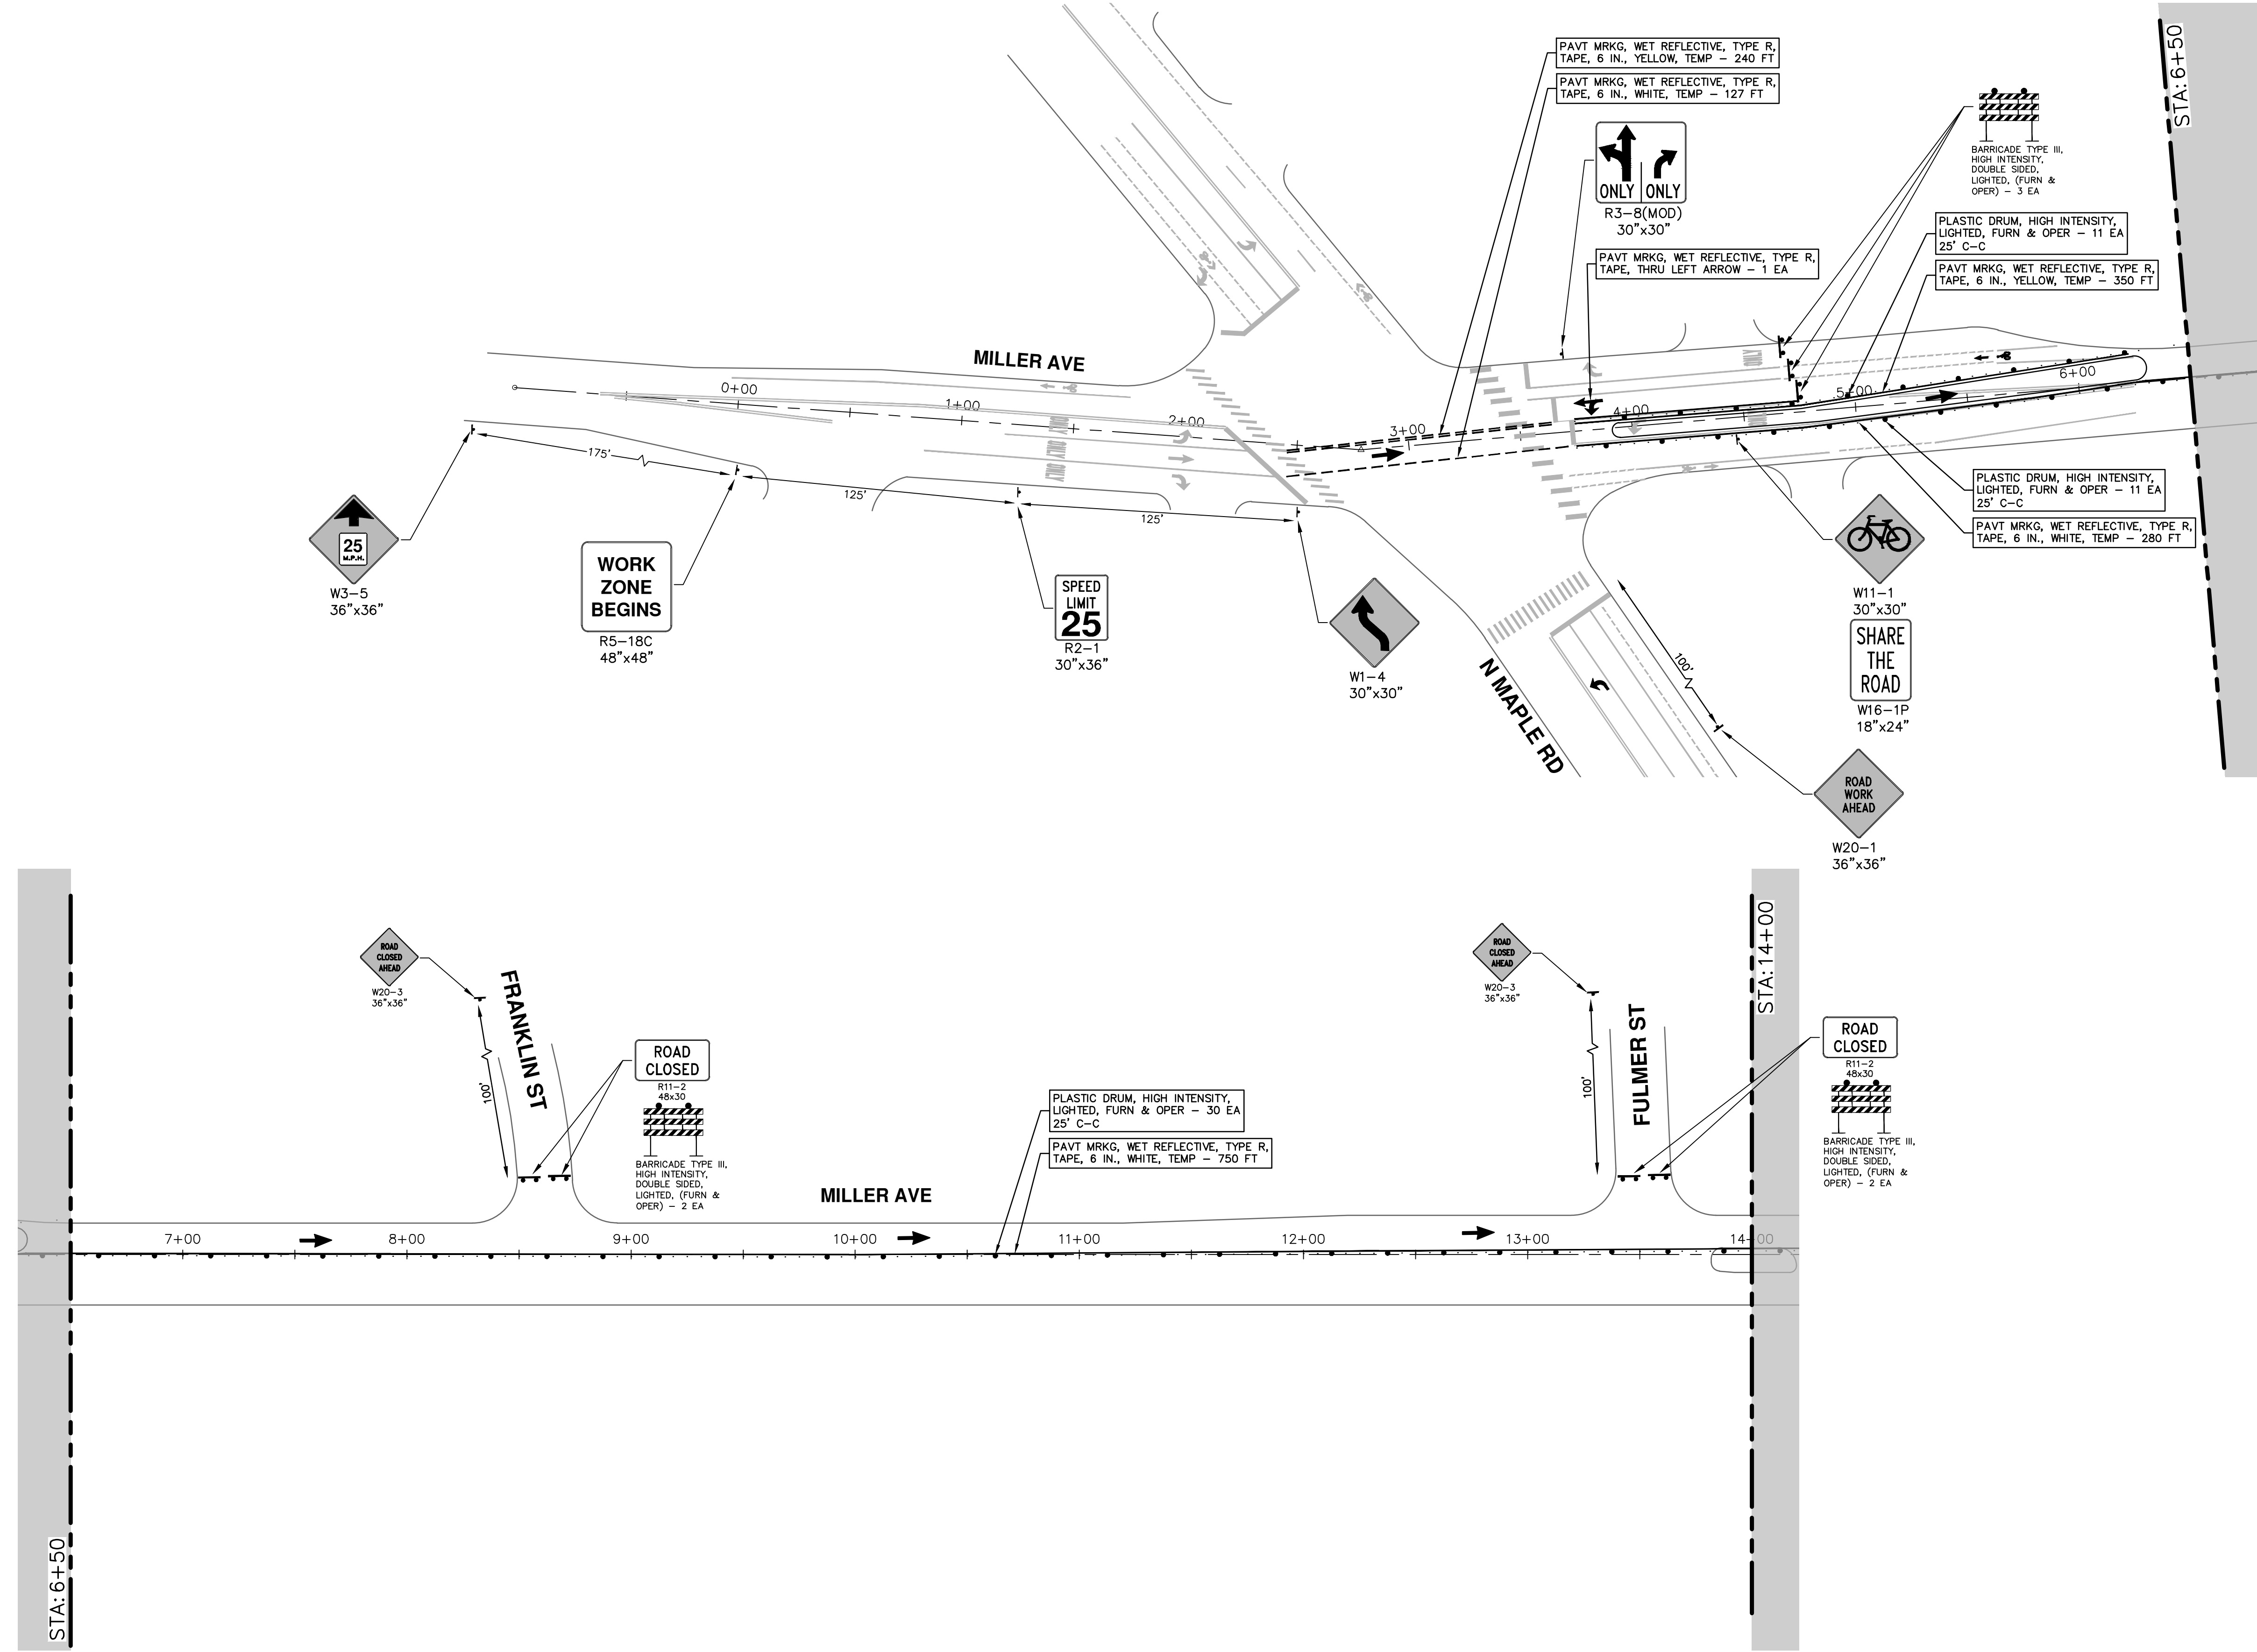 PAVT MRKG, WET REFLECTIVE, TYPE R,
TAPE, 6 IN., YELLOW, TEMP – 240 FT
PAVT MRKG, WET REFLECTIVE, TYPE R,
TAPE, 6 IN., WHITE, TEMP – 127 FT
ONLY ONLY
R3–8(MOD)
30"x30"
PAVT MRKG, WET REFLECTIVE, TYPE R,
TAPE, THRU LEFT ARROW – 1 EA
BARRICADE TYPE III,
HIGH INTENSITY,
DOUBLE SIDED,
LIGHTED, (FURN &
OPER) – 3 EA
PLASTIC DRUM, HIGH INTENSITY,
LIGHTED, FURN & OPER – 11 EA
25' C–C
PAVT MRKG, WET REFLECTIVE, TYPE R,
TAPE, 6 IN., YELLOW, TEMP – 350 FT
STA: 6+50
MILLER AVE
0+00
1+00
2+00
3+00
4+00
5+00
6+00
ONLY
ONLY
ONLY
ONLY
175'
125'
125'
25
M.P.H.
W3–5
36"x36"
WORK
ZONE
BEGINS
R5–18C
48"x48"
SPEED
LIMIT
25
R2–1
30"x36"
W1–4
30"x30"
N MAPLE RD
100'
PLASTIC DRUM, HIGH INTENSITY,
LIGHTED, FURN & OPER – 11 EA
25' C–C
PAVT MRKG, WET REFLECTIVE, TYPE R,
TAPE, 6 IN., WHITE, TEMP – 280 FT
W11–1
30"x30"
SHARE
THE
ROAD
W16–1P
18"x24"
ROAD
WORK
AHEAD
W20–1
36"x36"
STA: 6+50
ROAD
CLOSED
AHEAD
W20–3
36"x36"
FRANKLIN ST
100'
ROAD
CLOSED
R11–2
48x30
BARRICADE TYPE III,
HIGH INTENSITY,
DOUBLE SIDED,
LIGHTED, (FURN &
OPER) – 2 EA
MILLER AVE
PLASTIC DRUM, HIGH INTENSITY,
LIGHTED, FURN & OPER – 30 EA
25' C–C
PAVT MRKG, WET REFLECTIVE, TYPE R,
TAPE, 6 IN., WHITE, TEMP – 750 FT
ROAD
CLOSED
AHEAD
W20–3
36"x36"
FULMER ST
100'
STA: 14+00
ROAD
CLOSED
R11–2
48x30
BARRICADE TYPE III,
HIGH INTENSITY,
DOUBLE SIDED,
LIGHTED, (FURN &
OPER) – 2 EA
7+00
8+00
9+00
10+00
11+00
12+00
13+00
14+00